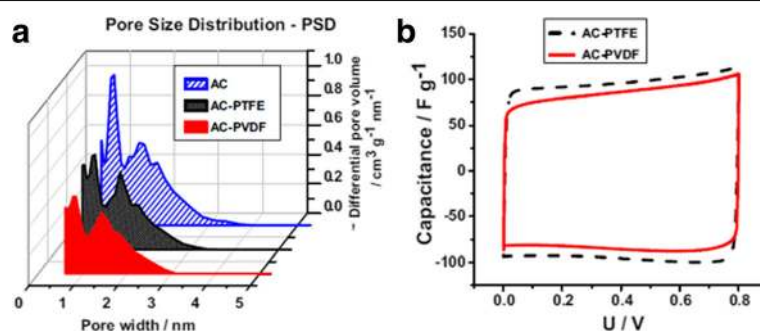 a
Pore Size Distribution - PSD
AC
AC-PTFE
AC-PVDF
1.0
0.8
0.6
0.4
0.2
0.0
Differential pore volume
/ cm³ g⁻¹ nm⁻¹
0 1 2 3 4 5
Pore width / nm
b
AC-PTFE
AC-PVDF
150
100
50
0
-50
-100
Capacitance / F g⁻¹
0.0 0.2 0.4 0.6 0.8
U / V